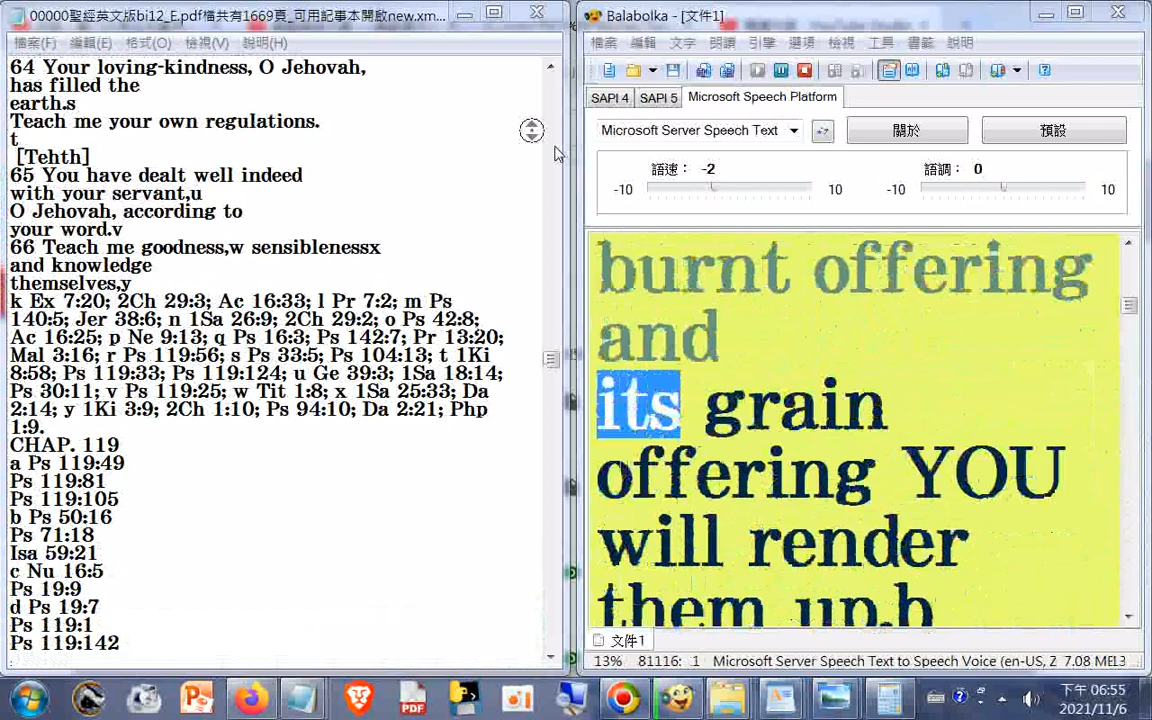 00000聖經英文版bi12_E.pdf檔共有1669頁_可用記事本開啟new.xm...
檔案(F) 編輯(E) 格式(O) 檢視(V) 說明(H)
64 Your loving-kindness, O Jehovah,
has filled the
earth.s
Teach me your own regulations.
t
[Tehth]
65 You have dealt well indeed
with your servant,u
O Jehovah, according to
your word.v
66 Teach me goodness,w sensiblenessx
and knowledge
themselves,y
k Ex 7:20; 2Ch 29:3; Ac 16:33; l Pr 7:2; m Ps
140:5; Jer 38:6; n 1Sa 26:9; 2Ch 29:2; o Ps 42:8;
Ac 16:25; p Ne 9:13; q Ps 16:3; Ps 142:7; Pr 13:20;
Mal 3:16; r Ps 119:56; s Ps 33:5; Ps 104:13; t 1Ki
8:58; Ps 119:33; Ps 119:124; u Ge 39:3; 1Sa 18:14;
Ps 30:11; v Ps 119:25; w Tit 1:8; x 1Sa 25:33; Da
2:14; y 1Ki 3:9; 2Ch 1:10; Ps 94:10; Da 2:21; Php
1:9.
CHAP. 119
a Ps 119:49
Ps 119:81
Ps 119:105
b Ps 50:16
Ps 71:18
Isa 59:21
c Nu 16:5
Ps 19:9
d Ps 19:7
Ps 119:1
Ps 119:142
Balabolka - [文件1]
檔案 編輯 文字 朗讀 引擎 選項 檢視 工具 書籤 說明
SAPI 4 SAPI 5 Microsoft Speech Platform
Microsoft Server Speech Text 關於 預設
語速: -2 語調: 0
-10 10 -10 10
burnt offering
and
its grain
offering YOU
will render
them up.b
文件1
13% 81116: 1 Microsoft Server Speech Text to Speech Voice (en-US, Z 7.08 ME
PDF
下午 06:55
2021/11/6